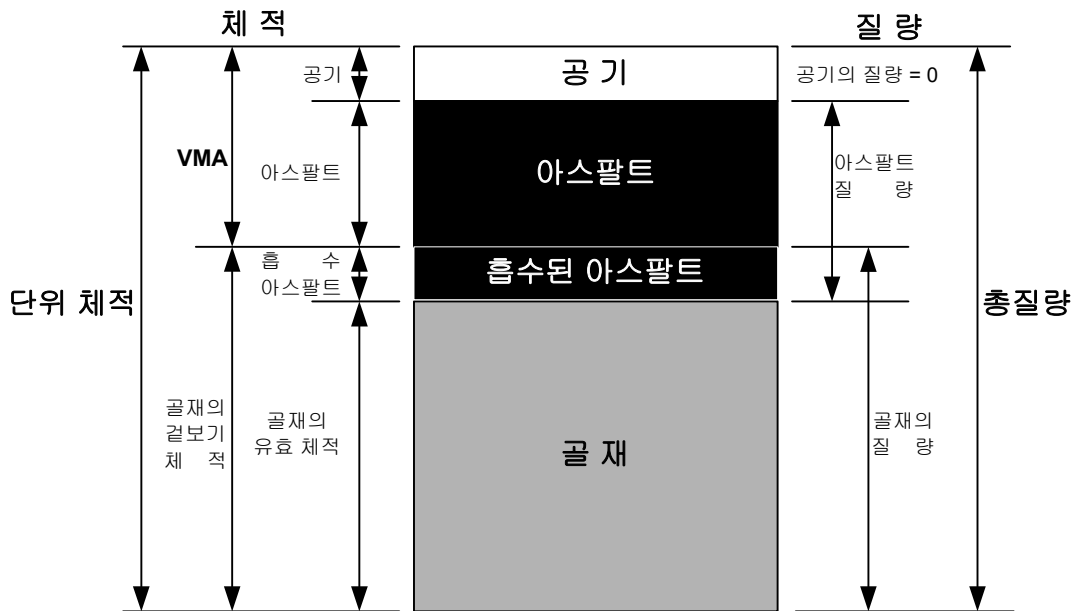 체 적
질 량
공기
공 기
공기의 질량 = 0
VMA
아스팔트
아스팔트
아스팔트
질 량
흡 수
아스팔트
흡수된 아스팔트
단위 체적
총질량
골재의
겉보기
체 적
골재의
유효 체적
골 재
골재의
질 량